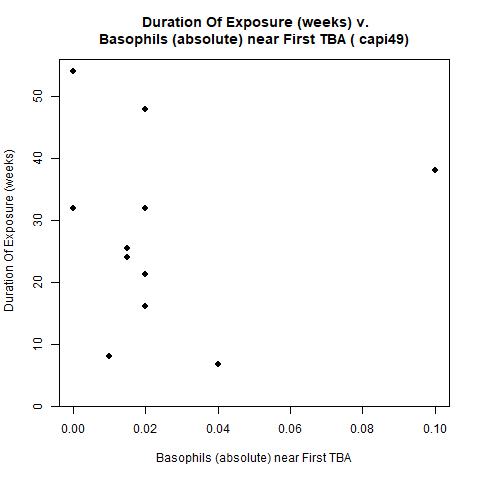 Duration Of Exposure (weeks) v.
Basophils (absolute) near First TBA ( capi49)
Duration Of Exposure (weeks)
50
40
30
20
10
0
0.00 0.02 0.04 0.06 0.08 0.10
Basophils (absolute) near First TBA